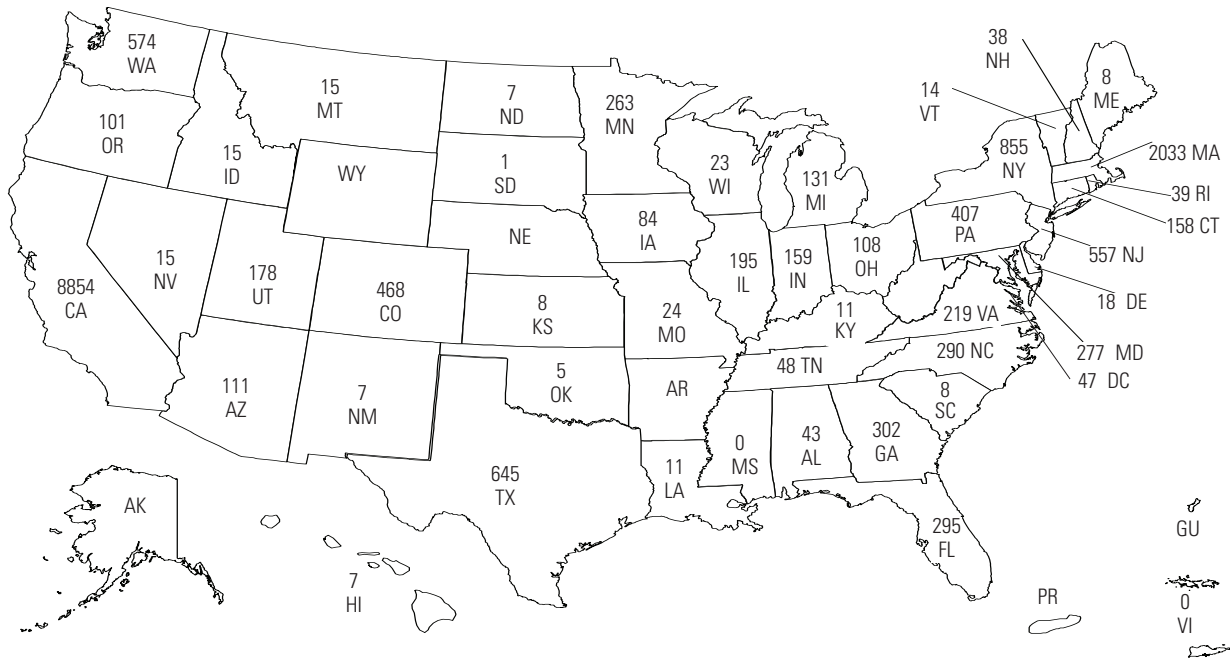 574
WA
38
NH
15
MT
7
ND
263
MN
8
ME
14
VT
101
OR
15
ID
WY
1
SD
23
WI
131
MI
855
NY
2033 MA
39 RI
158 CT
NE
84
IA
407
PA
557 NJ
15
NV
178
UT
468
CO
195
IL
159
IN
108
OH
8854
CA
8
KS
24
MO
11
KY
219 VA
18 DE
290 NC
277 MD
47 DC
48 TN
111
AZ
7
NM
5
OK
AR
8
SC
0
MS
43
AL
302
GA
645
TX
11
LA
AK
295
FL
GU
7
HI
PR
0
VI